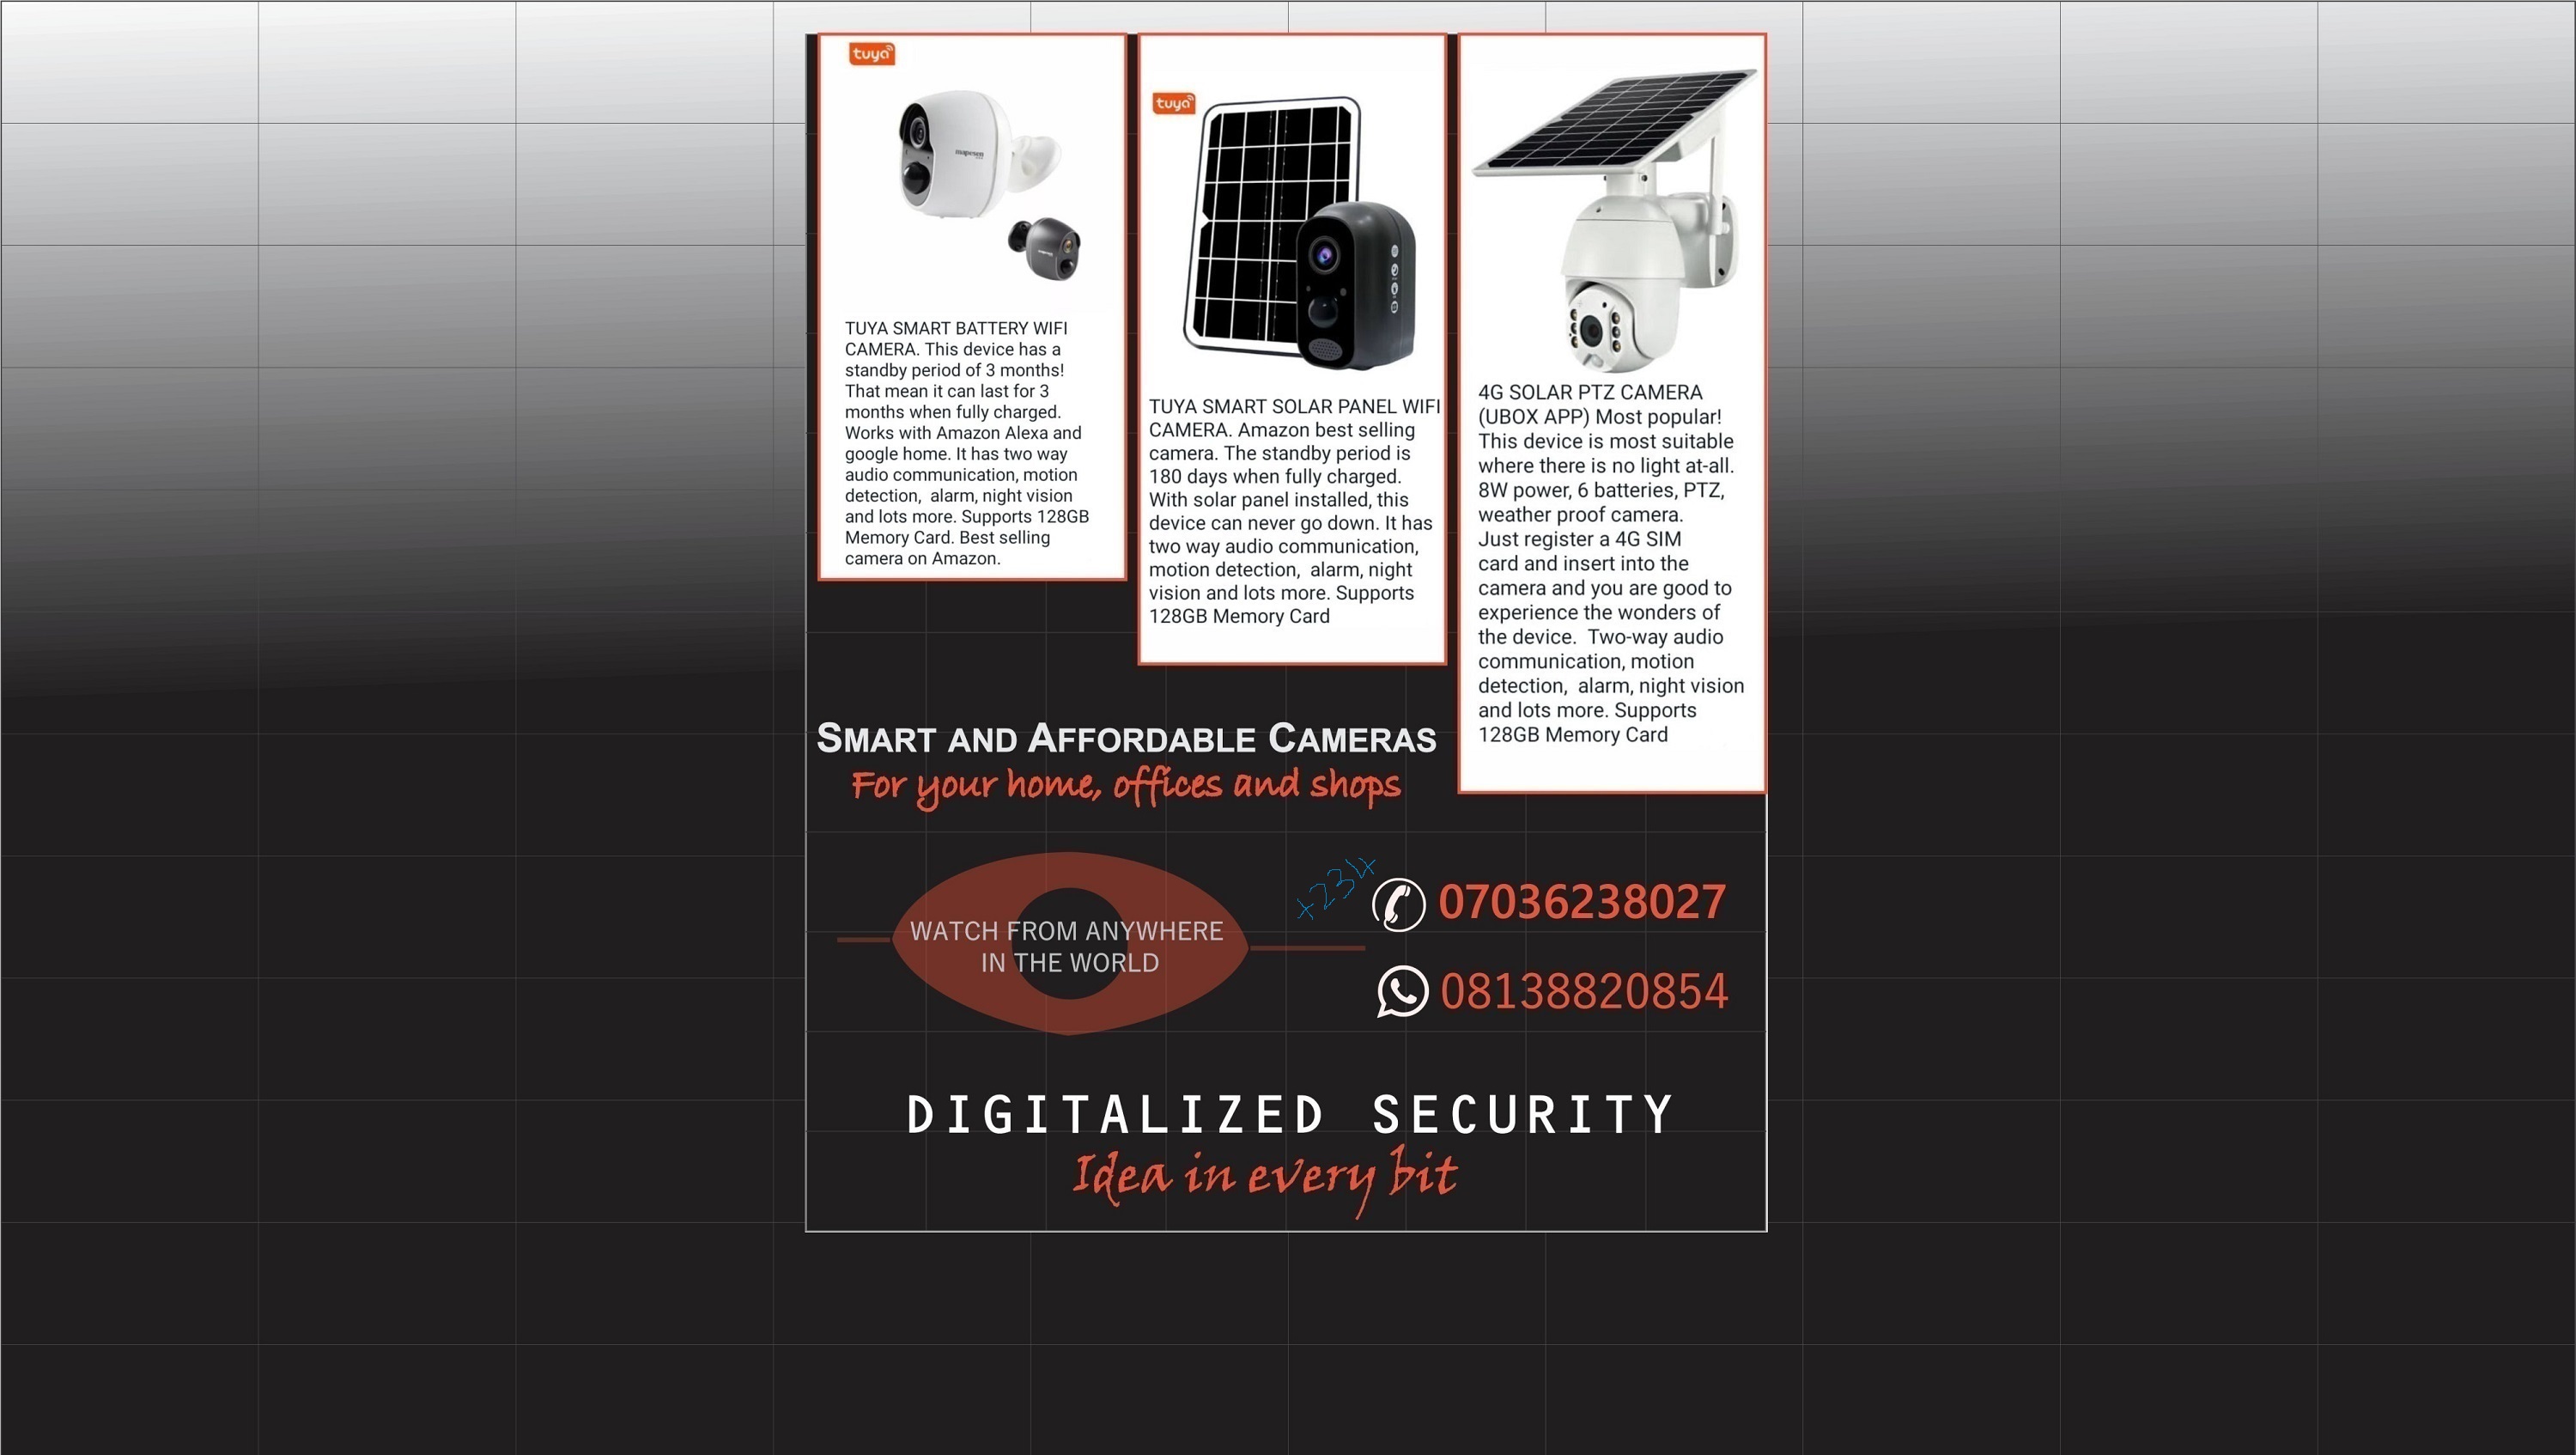 tuya
TUYA SMART BATTERY WIFI
CAMERA. This device has a
standby period of 3 months!
That mean it can last for 3
months when fully charged.
Works with Amazon Alexa and
google home. It has two way
audio communication, motion
detection,  alarm, night vision
and lots more. Supports 128GB
Memory Card. Best selling
camera on Amazon.
tuya
TUYA SMART SOLAR PANEL WIFI
CAMERA. Amazon best selling
camera. The standby period is
180 days when fully charged.
With solar panel installed, this
device can never go down. It has
two way audio communication,
motion detection,  alarm, night
vision and lots more. Supports
128GB Memory Card
4G SOLAR PTZ CAMERA
(UBOX APP) Most popular!
This device is most suitable
where there is no light at-all.
8W power, 6 batteries, PTZ,
weather proof camera.
Just register a 4G SIM
card and insert into the
camera and you are good to
experience the wonders of
the device.  Two-way audio
communication, motion
detection,  alarm, night vision
and lots more. Supports
128GB Memory Card
SMART AND AFFORDABLE CAMERAS
For your home, offices and shops
WATCH FROM ANYWHERE
IN THE WORLD
+234
07036238027
08138820854
DIGITALIZED SECURITY
Idea in every bit